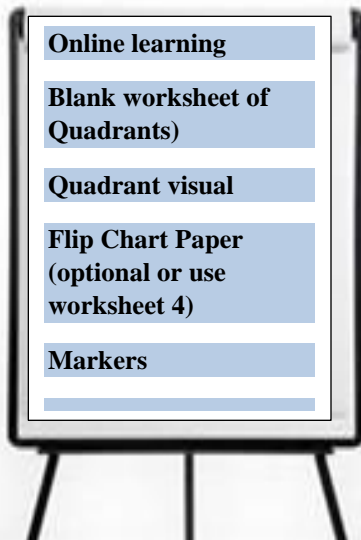 Online learning
Blank worksheet of
Quadrants)
Quadrant visual
Flip Chart Paper
(optional or use
worksheet 4)
Markers